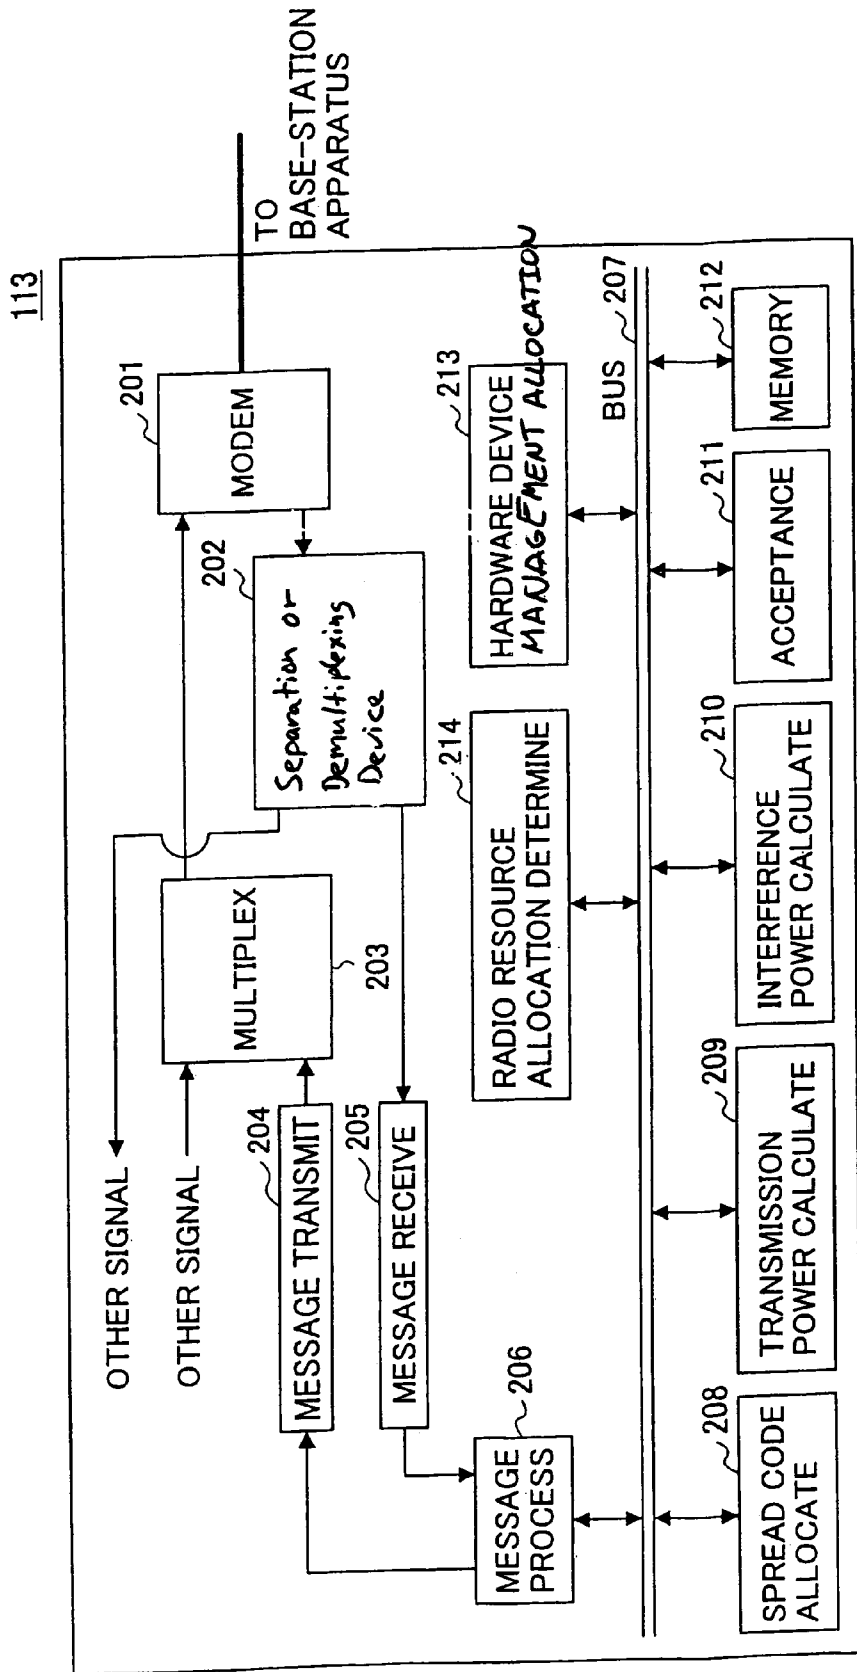 113
OTHER SIGNAL
OTHER SIGNAL
MULTIPLEX
203
201
MODEM
TO
BASE-STATION
APPARATUS
202
Separation or
Demultiplexing
Device
204
MESSAGE TRANSMIT
205
MESSAGE RECEIVE
206
MESSAGE
PROCESS
214
RADIO RESOURCE
ALLOCATION DETERMINE
213
HARDWARE DEVICE
MANAGEMENT ALLOCATION
BUS
207
208
SPREAD CODE
ALLOCATE
209
TRANSMISSION
POWER CALCULATE
210
INTERFERENCE
POWER CALCULATE
211
ACCEPTANCE
212
MEMORY